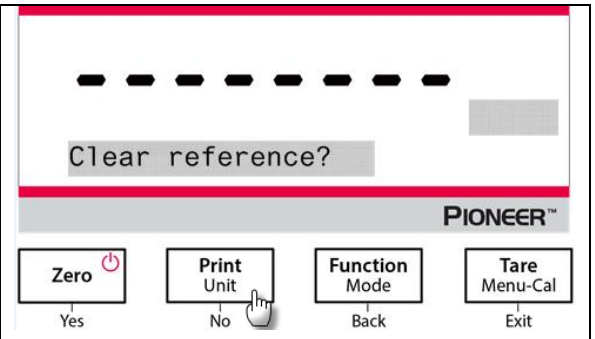 --------
Clear reference?
PIONEER™
Zero Print Function Tare
Unit Mode Menu-Cal
Yes No Back Exit